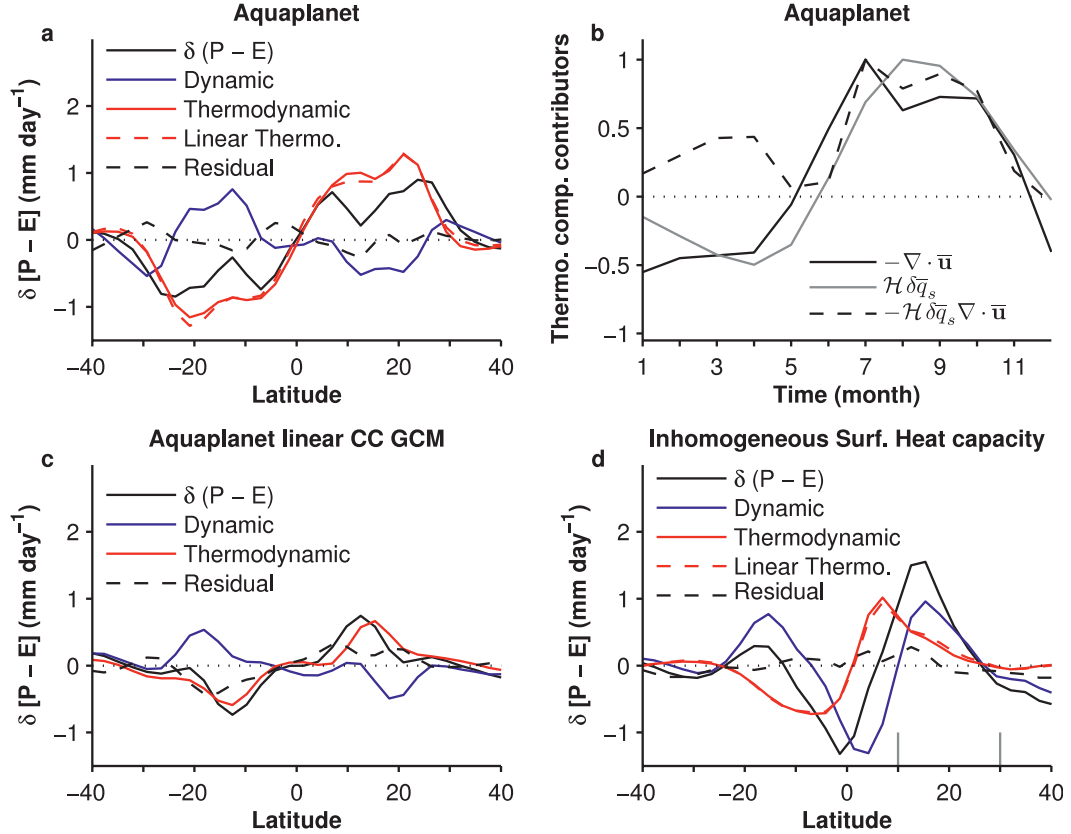 Aquaplanet
a
δ [P − E] (mm day−1)
2
1
0
−1
δ (P − E)
Dynamic
Thermodynamic
Linear Thermo.
Residual
−40
−20
0
20
40
Latitude
Aquaplanet
b
Thermo. comp. contributors
1
0.5
0
−0.5
−1
−∇ · u̅
ℋ δq̅ₛ
−ℋ δq̅ₛ∇ · u̅
1
3
5
7
9
11
Time (month)
Aquaplanet linear CC GCM
c
δ [P − E] (mm day−1)
2
1
0
−1
δ (P − E)
Dynamic
Thermodynamic
Residual
−40
−20
0
20
40
Latitude
Inhomogeneous Surf. Heat capacity
d
δ [P − E] (mm day−1)
2
1
0
−1
δ (P − E)
Dynamic
Thermodynamic
Linear Thermo.
Residual
−40
−20
0
20
40
Latitude